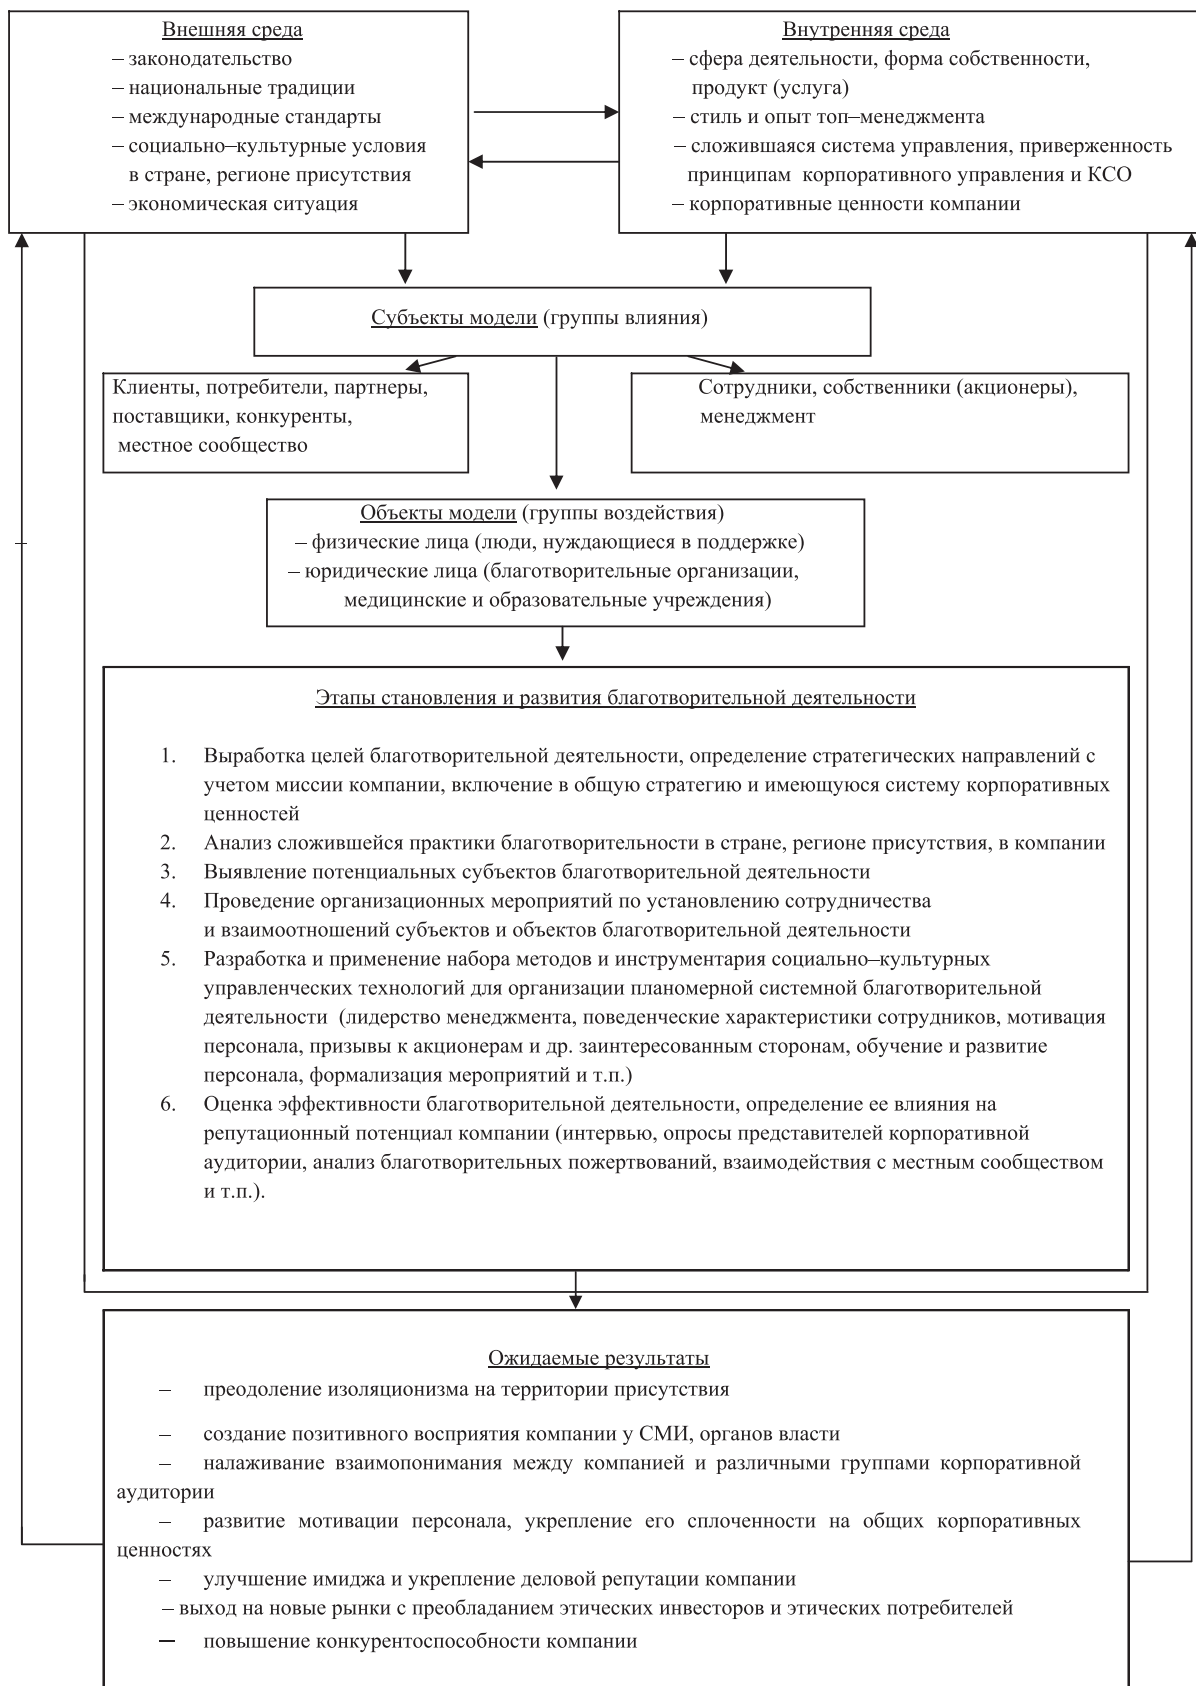 Внешняя среда
– законодательство
– национальные традиции
– международные стандарты
– социально–культурные условия
в стране, регионе присутствия
– экономическая ситуация
Внутренняя среда
– сфера деятельности, форма собственности,
продукт (услуга)
– стиль и опыт топ–менеджмента
– сложившаяся система управления, приверженность
принципам корпоративного управления и КСО
– корпоративные ценности компании
Субъекты модели (группы влияния)
Клиенты, потребители, партнеры,
поставщики, конкуренты,
местное сообщество
Сотрудники, собственники (акционеры),
менеджмент
Объекты модели (группы воздействия)
– физические лица (люди, нуждающиеся в поддержке)
– юридические лица (благотворительные организации,
медицинские и образовательные учреждения)
Этапы становления и развития благотворительной деятельности
1. Выработка целей благотворительной деятельности, определение стратегических направлений с
учетом миссии компании, включение в общую стратегию и имеющуюся систему корпоративных
ценностей
2. Анализ сложившейся практики благотворительности в стране, регионе присутствия, в компании
3. Выявление потенциальных субъектов благотворительной деятельности
4. Проведение организационных мероприятий по установлению сотрудничества
и взаимоотношений субъектов и объектов благотворительной деятельности
5. Разработка и применение набора методов и инструментария социально–культурных
управленческих технологий для организации планомерной системной благотворительной
деятельности (лидерство менеджмента, поведенческие характеристики сотрудников, мотивация
персонала, призывы к акционерам и др. заинтересованным сторонам, обучение и развитие
персонала, формализация мероприятий и т.п.)
6. Оценка эффективности благотворительной деятельности, определение ее влияния на
репутационный потенциал компании (интервью, опросы представителей корпоративной
аудитории, анализ благотворительных пожертвований, взаимодействия с местным сообществом
и т.п.).
Ожидаемые результаты
– преодоление изоляционизма на территории присутствия
– создание позитивного восприятия компании у СМИ, органов власти
– налаживание взаимопонимания между компанией и различными группами корпоративной
аудитории
– развитие мотивации персонала, укрепление его сплоченности на общих корпоративных
ценностях
– улучшение имиджа и укрепление деловой репутации компании
– выход на новые рынки с преобладанием этических инвесторов и этических потребителей
– повышение конкурентоспособности компании